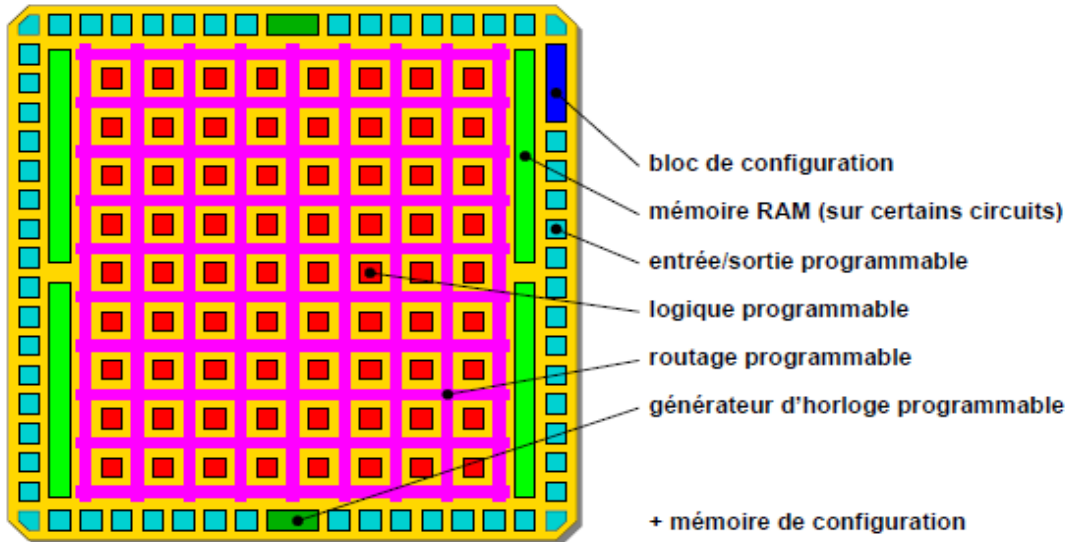 bloc de configuration
mémoire RAM (sur certains circuits)
entrée/sortie programmable
logique programmable
routage programmable
générateur d'horloge programmable
+ mémoire de configuration